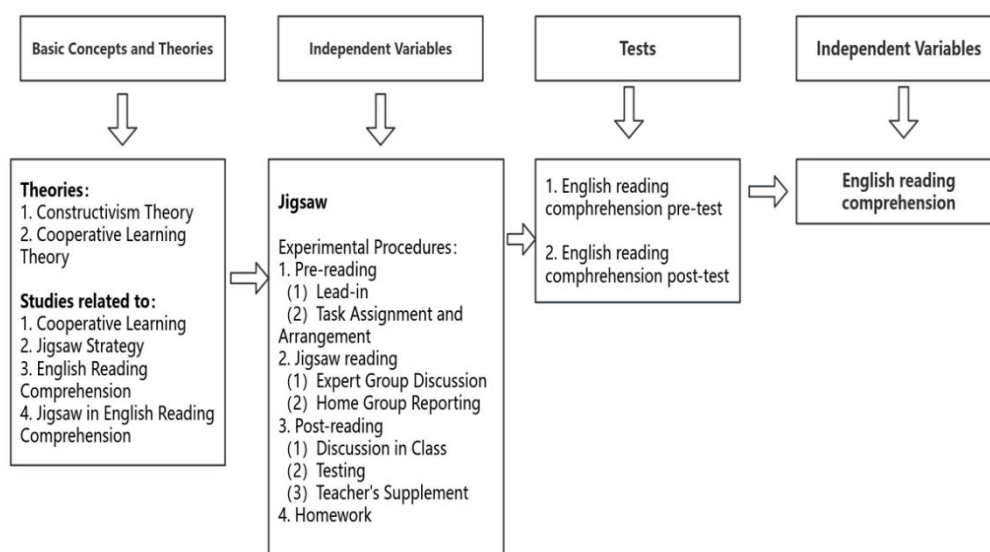 Basic Concepts and Theories
Independent Variables
Tests
Independent Variables
Theories:
1. Constructivism Theory
2. Cooperative Learning
Theory
Studies related to:
1. Cooperative Learning
2. Jigsaw Strategy
3. English Reading
Comprehension
4. Jigsaw in English Reading
Comprehension
Jigsaw
Experimental Procedures:
1. Pre-reading
(1) Lead-in
(2) Task Assignment and
Arrangement
2. Jigsaw reading
(1) Expert Group Discussion
(2) Home Group Reporting
3. Post-reading
(1) Discussion in Class
(2) Testing
(3) Teacher's Supplement
4. Homework
1. English reading
comphrehension pre-test
2. English reading
comphrehension post-test
English reading
comprehension